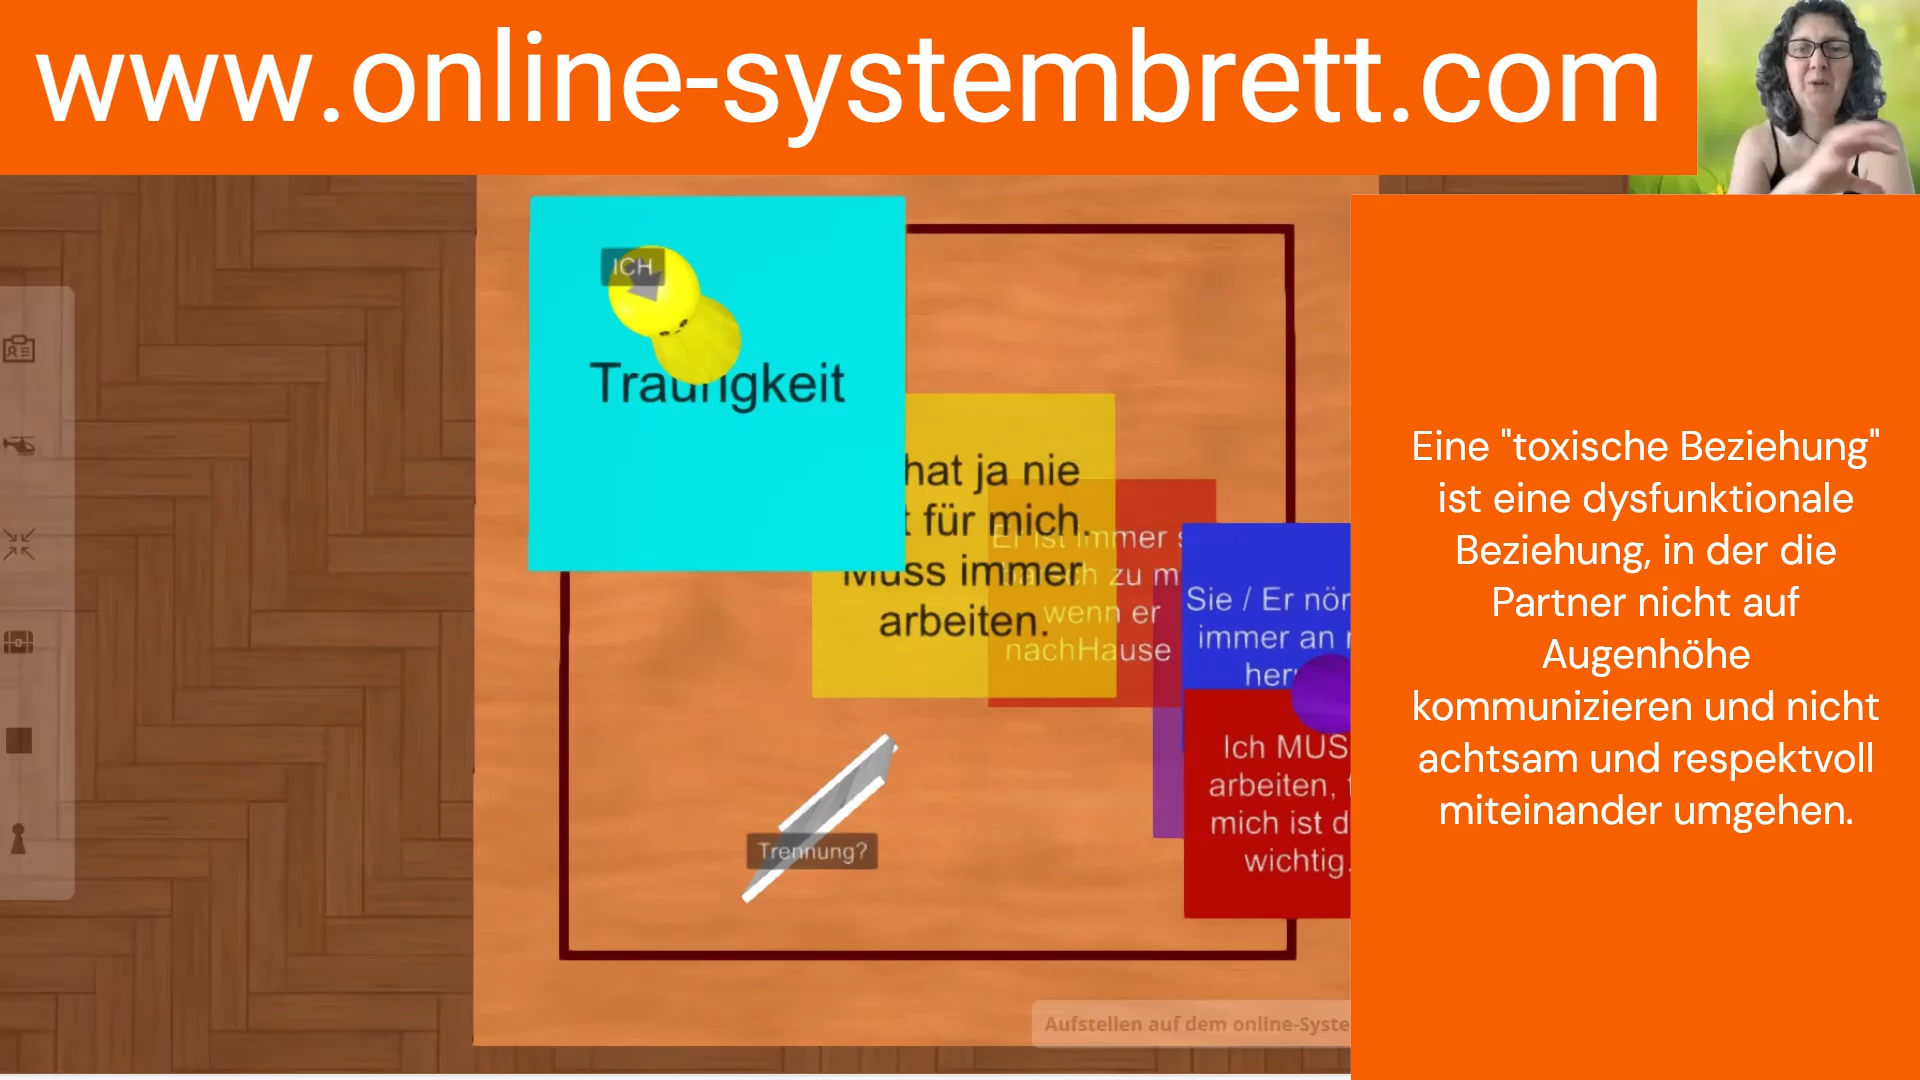 www.online-systembrett.com
ICH
Traurigkeit
hat ja nie
für mich.
Muss immer
arbeiten.
Er ist immer
zu m
wenn er
nachHause
Sie / Er nör
immer an
her
Ich MUS
arbeiten,
mich ist d
wichtig.
Trennung?
Aufstellen auf dem online-Syste
Eine "toxische Beziehung"
ist eine dysfunktionale
Beziehung, in der die
Partner nicht auf
Augenhöhe
kommunizieren und nicht
achtsam und respektvoll
miteinander umgehen.